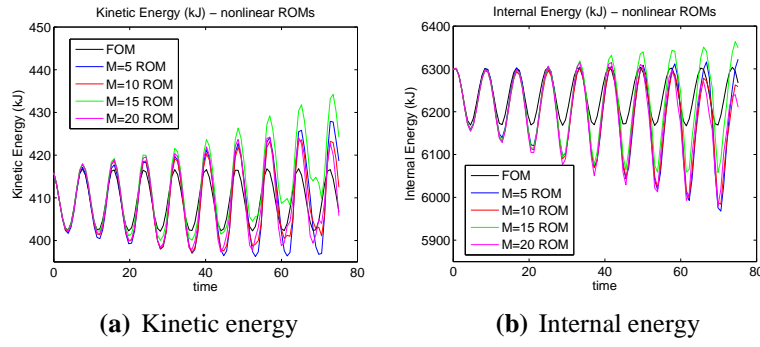 Kinetic Energy (kJ) – nonlinear ROMs
450
440
430
420
410
400
Kinetic Energy (kJ)
FOM
M=5 ROM
M=10 ROM
M=15 ROM
M=20 ROM
0 20 40 60 80
time
(a) Kinetic energy
Internal Energy (kJ) – nonlinear ROMs
6400
6300
6200
6100
6000
5900
Internal Energy (kJ)
FOM
M=5 ROM
M=10 ROM
M=15 ROM
M=20 ROM
0 20 40 60 80
time
(b) Internal energy